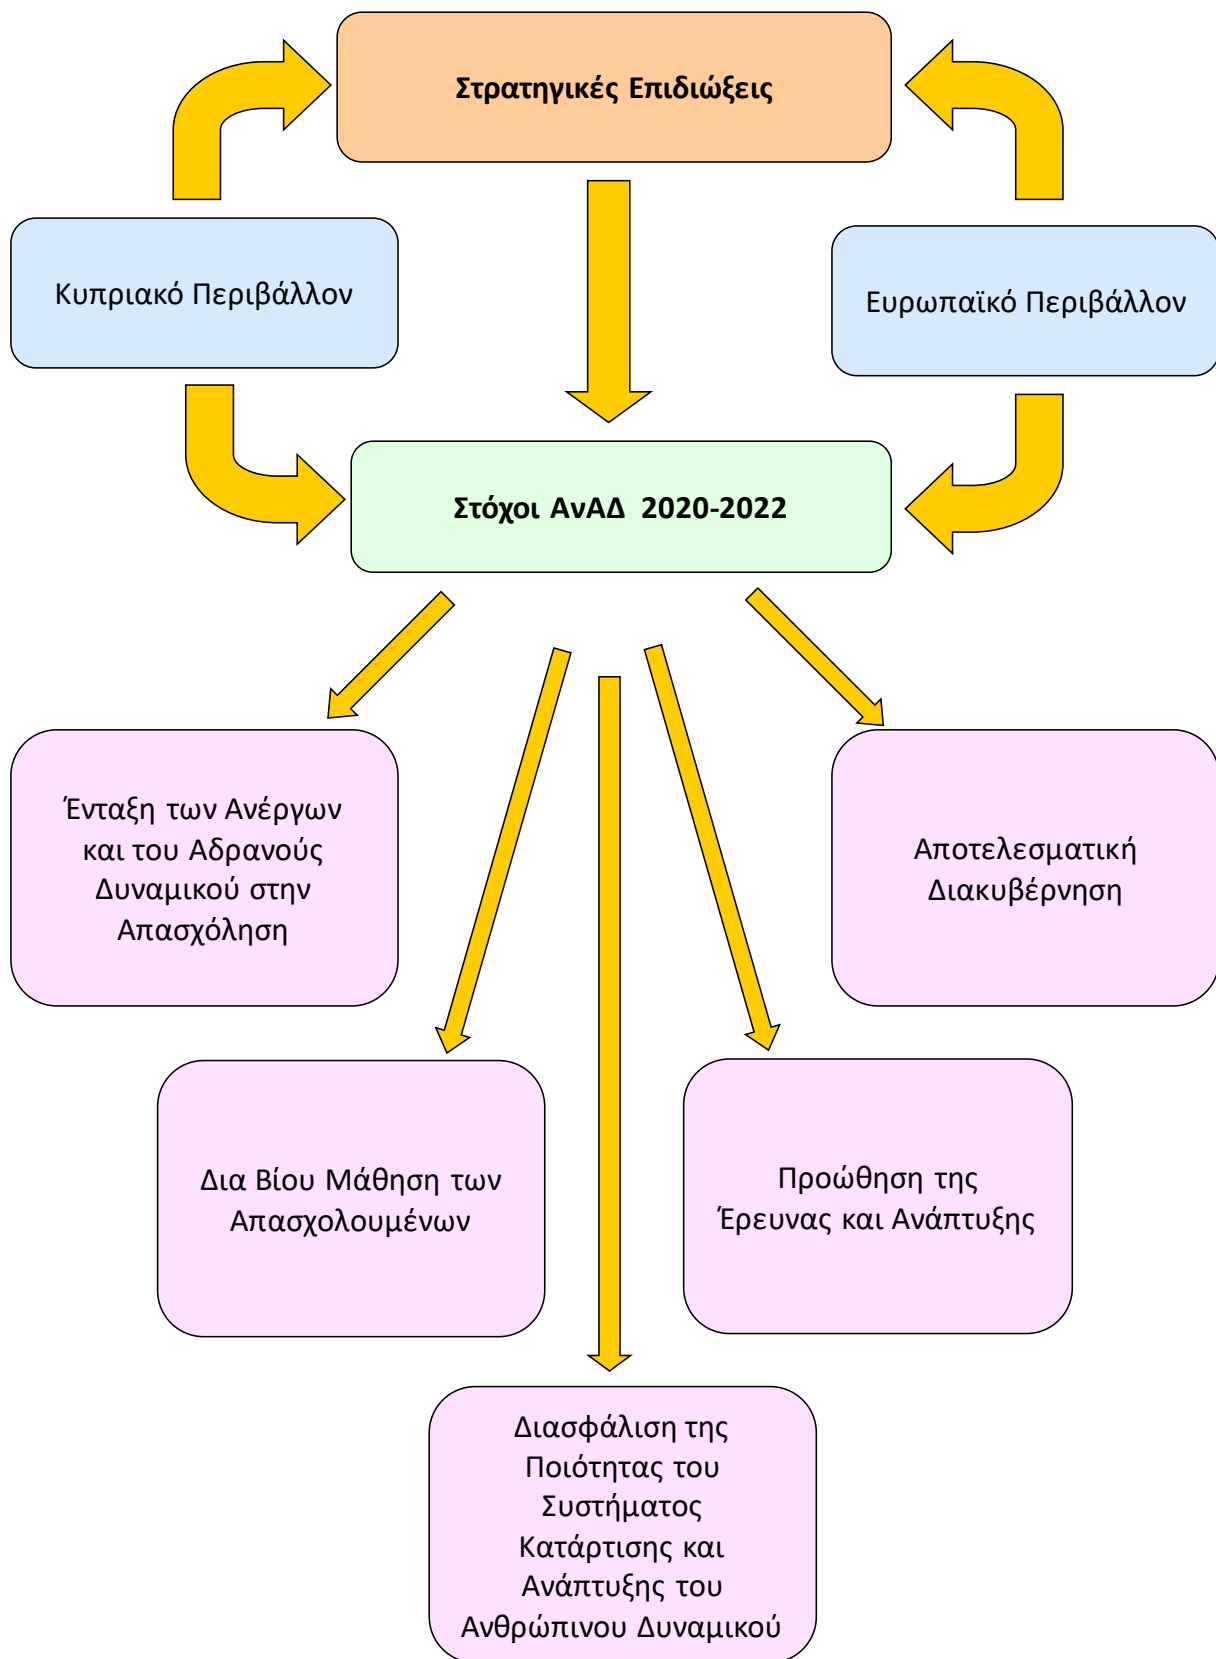 Στρατηγικές Επιδιώξεις
Κυπριακό Περιβάλλον
Ευρωπαϊκό Περιβάλλον
Στόχοι ΑνΑΔ 2020-2022
Ένταξη των Ανέργων
και του Αδρανούς
Δυναμικού στην
Απασχόληση
Αποτελεσματική
Διακυβέρνηση
Δια Βίου Μάθηση των
Απασχολουμένων
Προώθηση της
Έρευνας και Ανάπτυξης
Διασφάλιση της
Ποιότητας του
Συστήματος
Κατάρτισης και
Ανάπτυξης του
Ανθρώπινου Δυναμικού